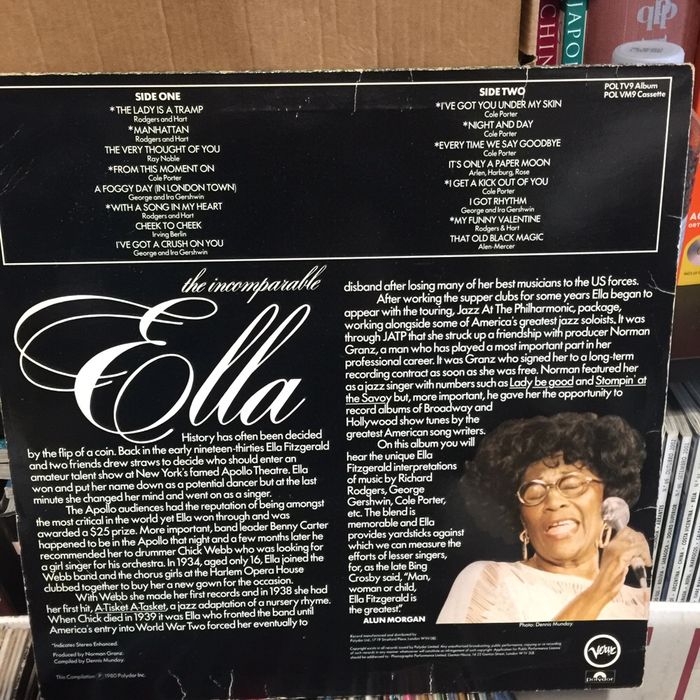 SIDE ONE
*THE LADY IS A TRAMP
Rodgers and Hart
*MANHATTAN
Rodgers and Hart
THE VERY THOUGHT OF YOU
Ray Noble
*FROM THIS MOMENT ON
Cole Porter
A FOGGY DAY (IN LONDON TOWN)
George and Ira Gershwin
*WITH A SONG IN MY HEART
Rodgers and Hart
CHEEK TO CHEEK
Irving Berlin
I'VE GOT A CRUSH ON YOU
George and Ira Gershwin
SIDE TWO
*I'VE GOT YOU UNDER MY SKIN
Cole Porter
*NIGHT AND DAY
Cole Porter
*EVERY TIME WE SAY GOODBYE
Cole Porter
IT'S ONLY A PAPER MOON
Arlen, Harburg, Rose
*I GET A KICK OUT OF YOU
Cole Porter
I GOT RHYTHM
George and Ira Gershwin
*MY FUNNY VALENTINE
Rodgers & Hart
THAT OLD BLACK MAGIC
Alen-Mercer
POLTV9 Album
POL VM9 Cassette
the incomparable
Ella
History has often been decided
by the flip of a coin. Back in the early nineteen-thirties Ella Fitzgerald
and two friends drew straws to decide who should enter an
amateur talent show at New York's famed Apollo Theatre. Ella
won and put her name down as a potential dancer but at the last
minute she changed her mind and went on as a singer.
The Apollo audiences had the reputation of being amongst
the most critical in the world yet Ella won through and was
awarded a $25 prize. More important, band leader Benny Carter
happened to be in the Apollo that night and a few months later he
recommended her to drummer Chick Webb who was looking for
a girl singer for his orchestra. In 1934, aged only 16, Ella joined the
Webb band and the chorus girls at the Harlem Opera House
clubbed together to buy her a new gown for the occasion.
With Webb she made her first records and in 1938 she had
her first hit, A-Tisket A-Tasket, a jazz adaptation of a nursery rhyme.
When Chick died in 1939 it was Ella who fronted the band until
America's entry into World War Two forced her eventually to
*Indicates Stereo Enhanced.
Produced by Norman Granz.
Compiled by Dennis Munday.
This Compilation ℗ 1980 Polydor Inc.
disband after losing many of her best musicians to the US forces.
After working the supper clubs for some years Ella began to
appear with the touring, Jazz At The Philharmonic, package,
working alongside some of America's greatest jazz soloists. It was
through JATP that she struck up a friendship with producer Norman
Granz, a man who has played a most important part in her
professional career. It was Granz who signed her to a long-term
recording contract as soon as she was free. Norman featured her
as a jazz singer with numbers such as Lady be good and Stompin' at
the Savoy but, more important, he gave her the opportunity to
record albums of Broadway and
Hollywood show tunes by the
greatest American song writers.
On this album you will
hear the unique Ella
Fitzgerald interpretations
of music by Richard
Rodgers, George
Gershwin, Cole Porter,
etc. The blend is
memorable and Ella
provides yardsticks against
which we can measure the
efforts of lesser singers,
for, as the late Bing
Crosby said, "Man,
woman or child,
Ella Fitzgerald is
the greatest."
ALUN MORGAN
Photo: Dennis Munday
Record manufactured and distributed by
Verve
Polydor
CHIN
JAPO